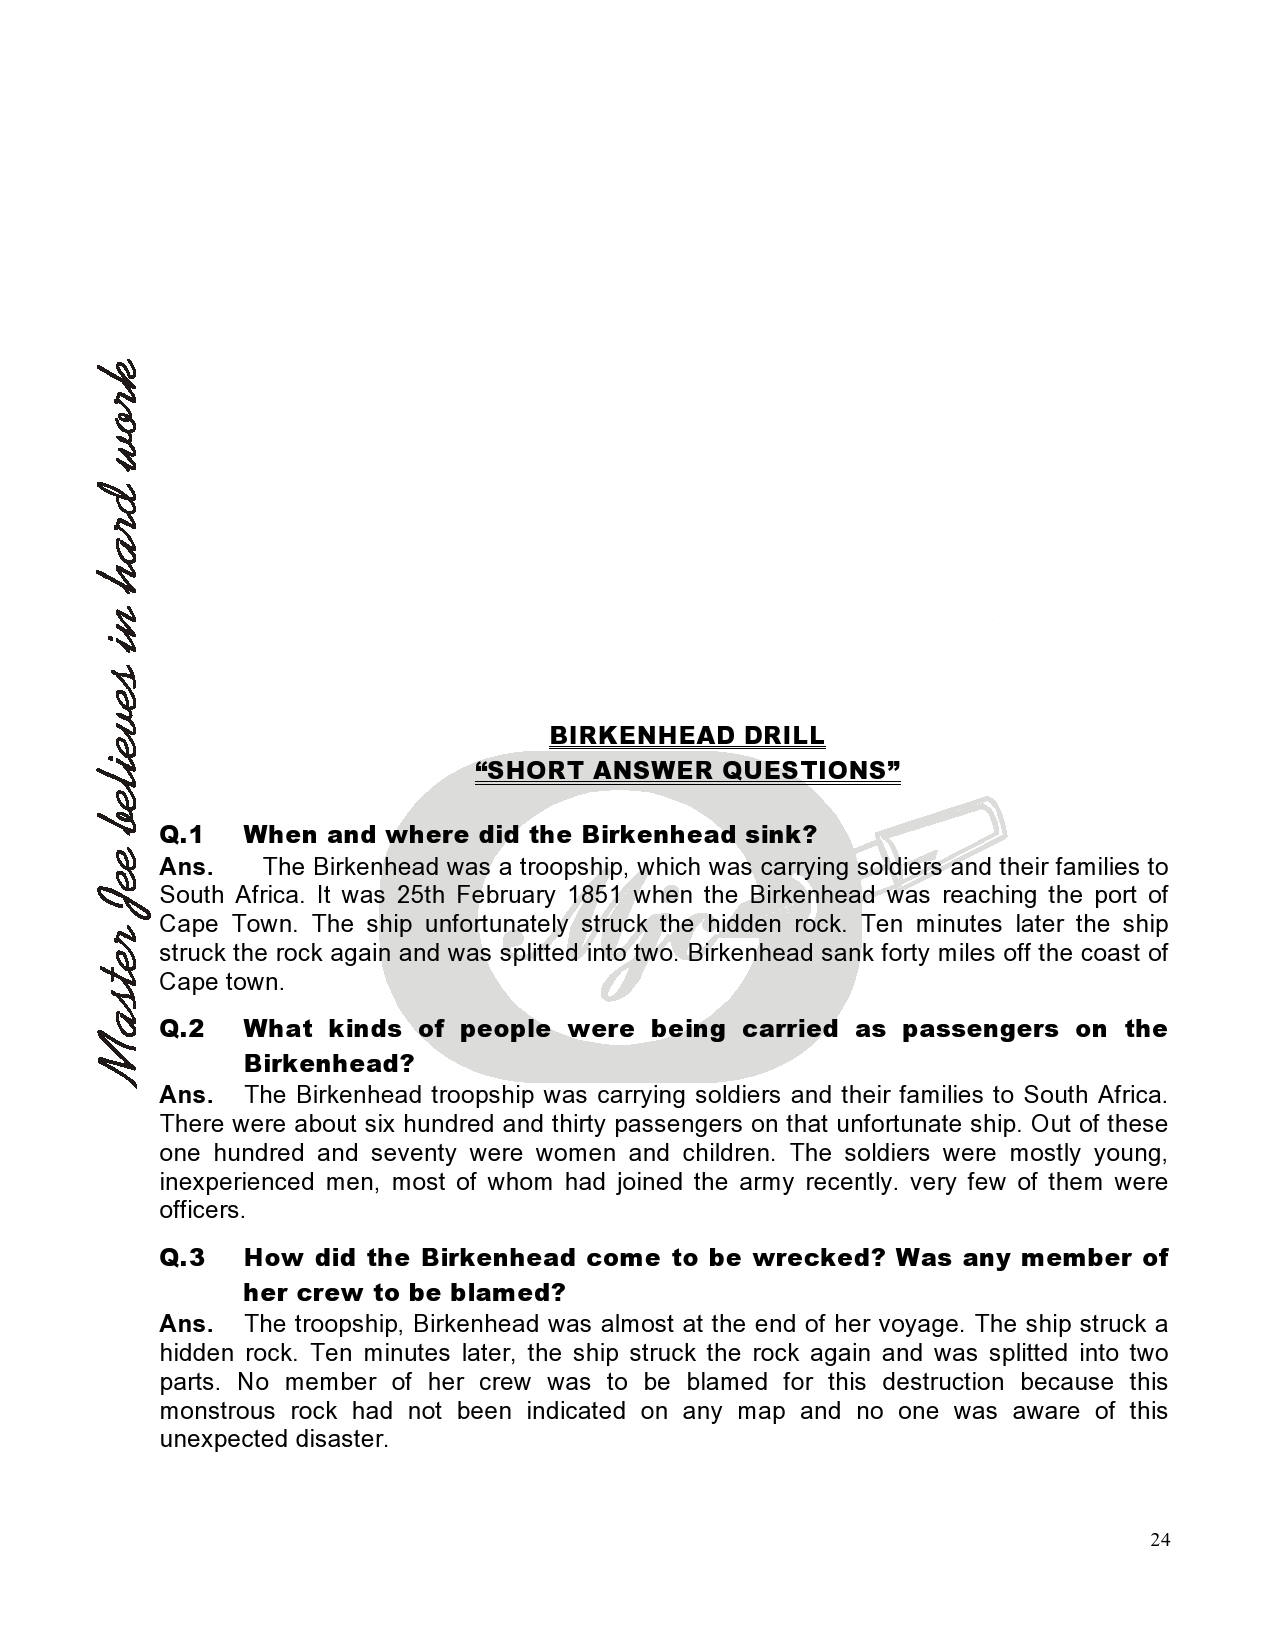 Master Jee believes in hard work
BIRKENHEAD DRILL
“SHORT ANSWER QUESTIONS”
Q.1 When and where did the Birkenhead sink?
Ans. The Birkenhead was a troopship, which was carrying soldiers and their families to
South Africa. It was 25th February 1851 when the Birkenhead was reaching the port of
Cape Town. The ship unfortunately struck the hidden rock. Ten minutes later the ship
struck the rock again and was splitted into two. Birkenhead sank forty miles off the coast of
Cape town.
Q.2 What kinds of people were being carried as passengers on the
Birkenhead?
Ans. The Birkenhead troopship was carrying soldiers and their families to South Africa.
There were about six hundred and thirty passengers on that unfortunate ship. Out of these
one hundred and seventy were women and children. The soldiers were mostly young,
inexperienced men, most of whom had joined the army recently. very few of them were
officers.
Q.3 How did the Birkenhead come to be wrecked? Was any member of
her crew to be blamed?
Ans. The troopship, Birkenhead was almost at the end of her voyage. The ship struck a
hidden rock. Ten minutes later, the ship struck the rock again and was splitted into two
parts. No member of her crew was to be blamed for this destruction because this
monstrous rock had not been indicated on any map and no one was aware of this
unexpected disaster.
24